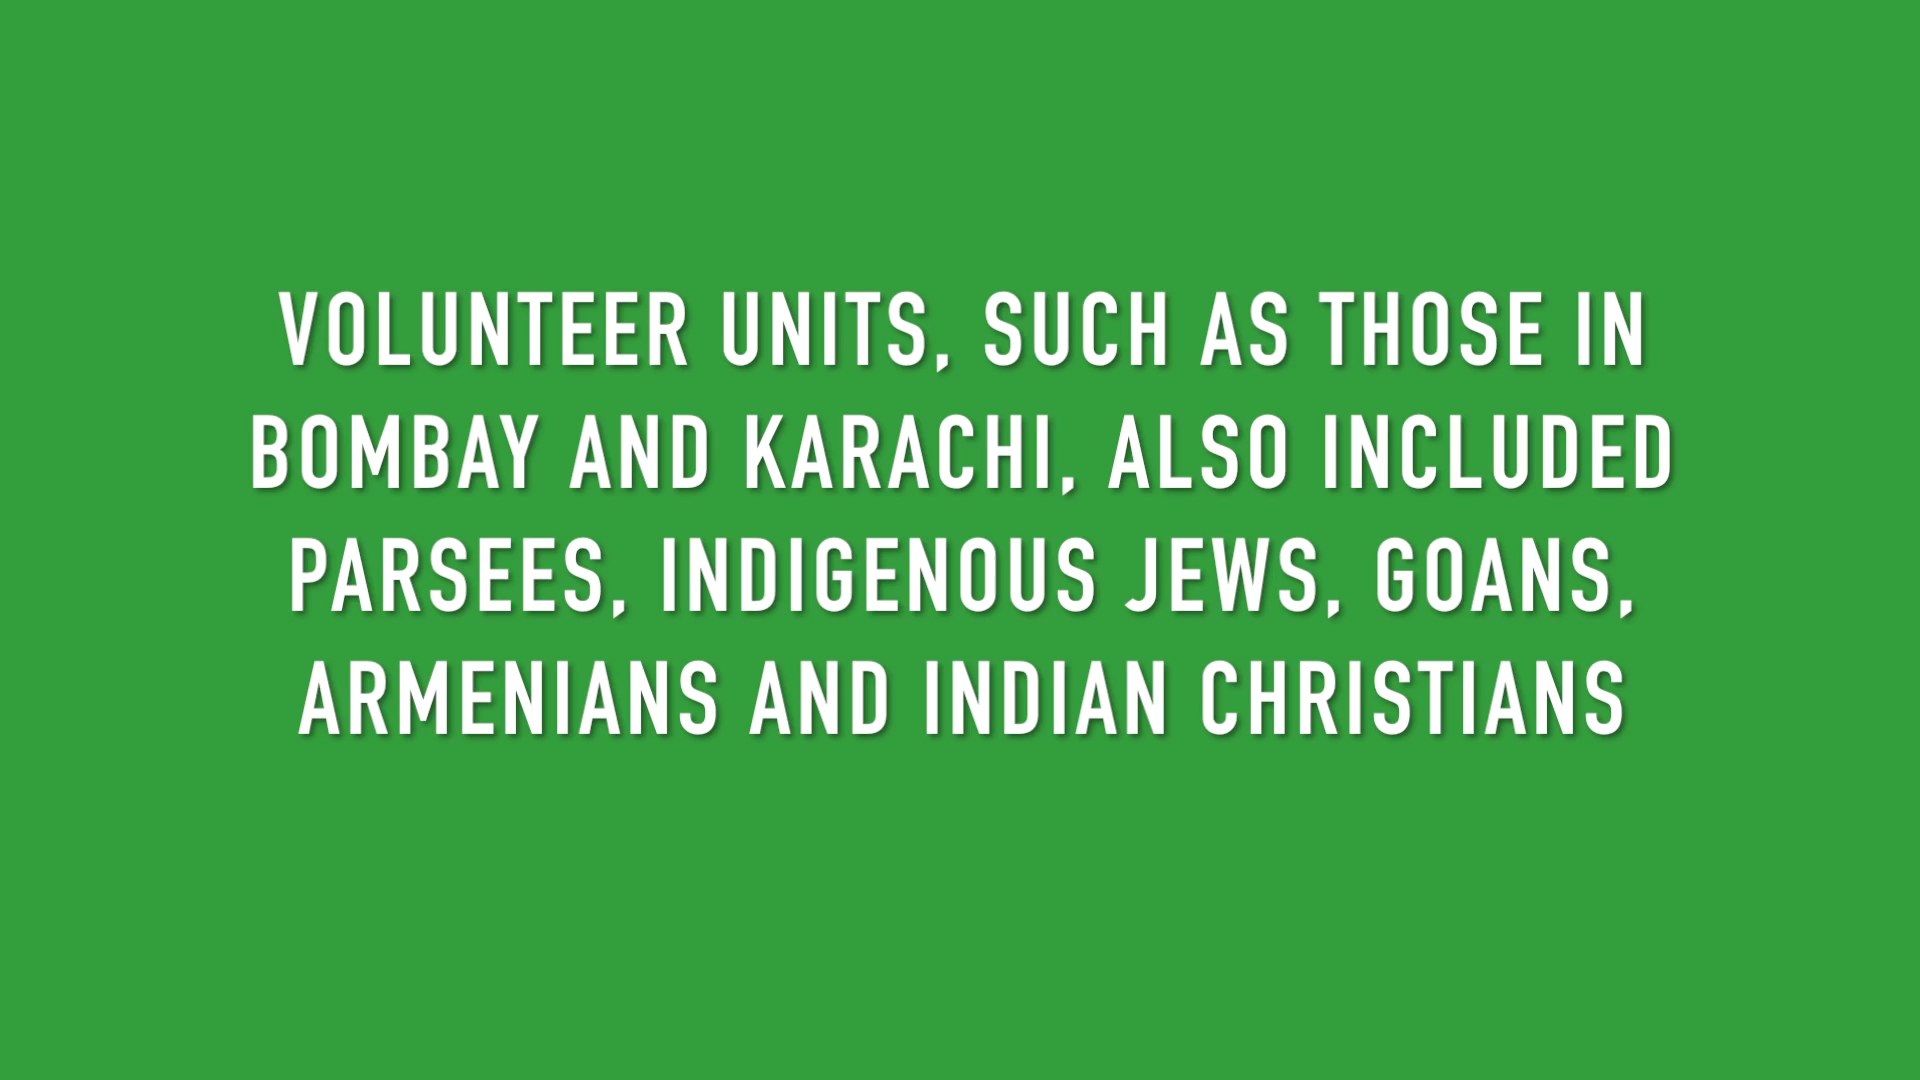 VOLUNTEER UNITS, SUCH AS THOSE IN
BOMBAY AND KARACHI, ALSO INCLUDED
PARSEES, INDIGENOUS JEWS, GOANS,
ARMENIANS AND INDIAN CHRISTIANS